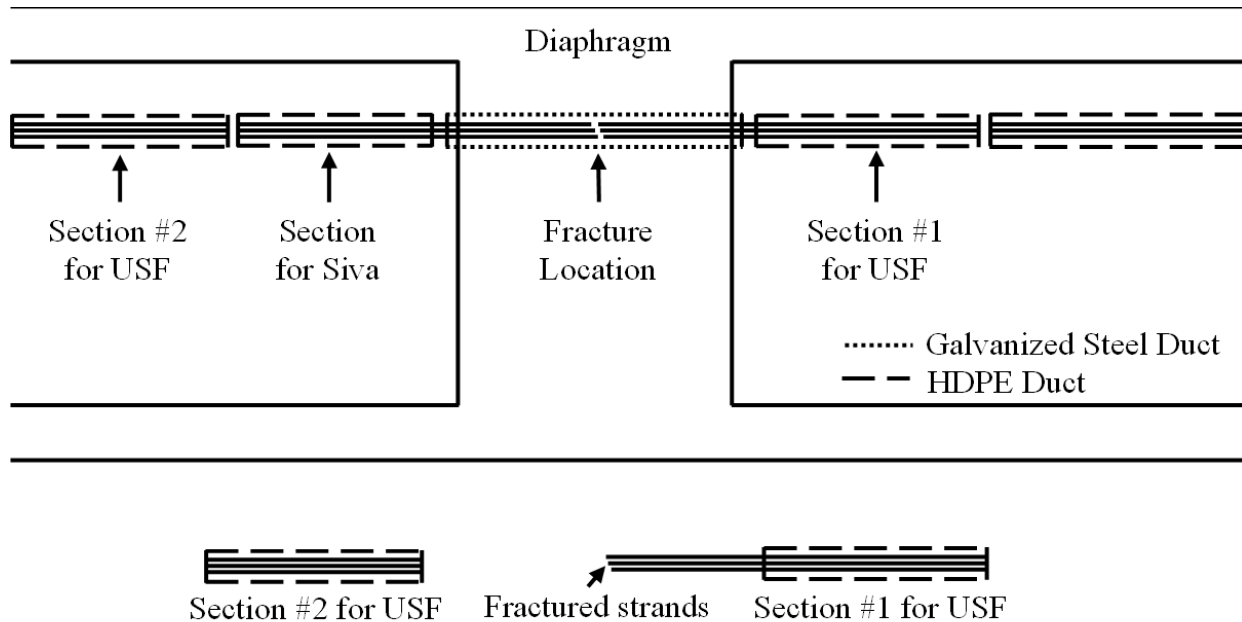 Diaphragm
Section #2
for USF
Section
for Siva
Fracture
Location
Section #1
for USF
Galvanized Steel Duct
HDPE Duct
Section #2 for USF
Fractured strands
Section #1 for USF